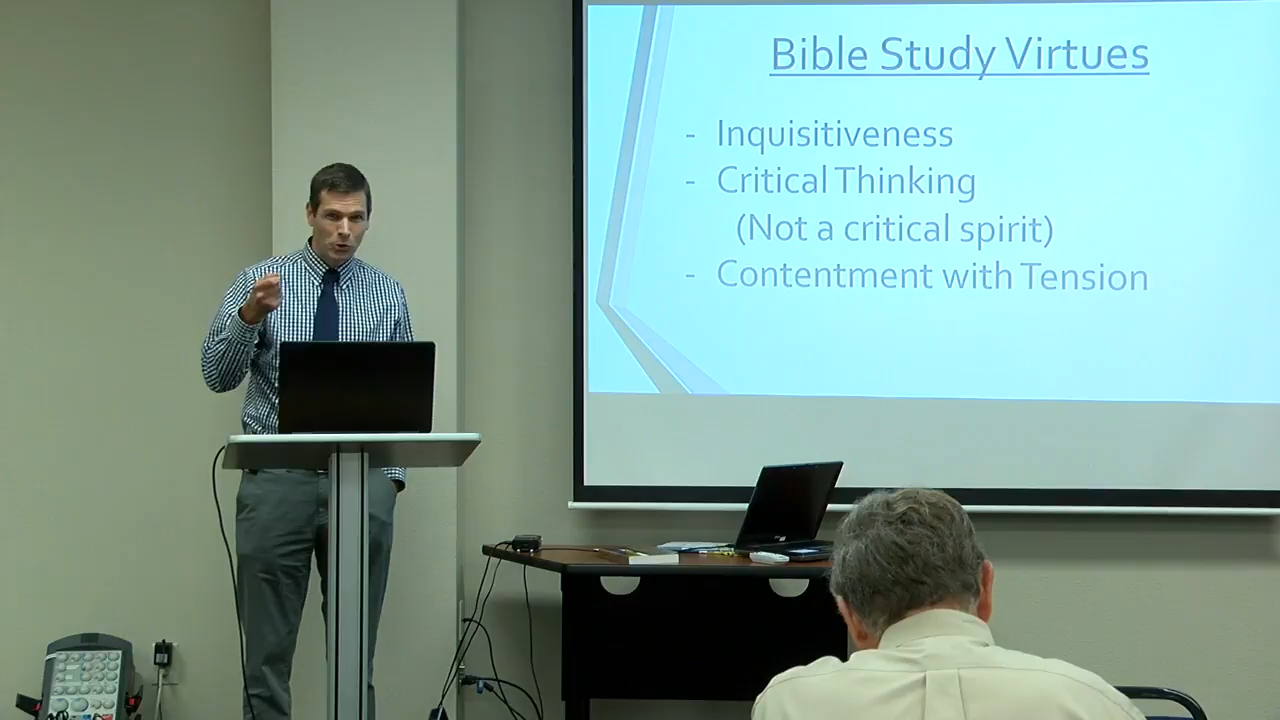 Bible Study Virtues
- Inquisitiveness
- Critical Thinking
(Not a critical spirit)
- Contentment with Tension